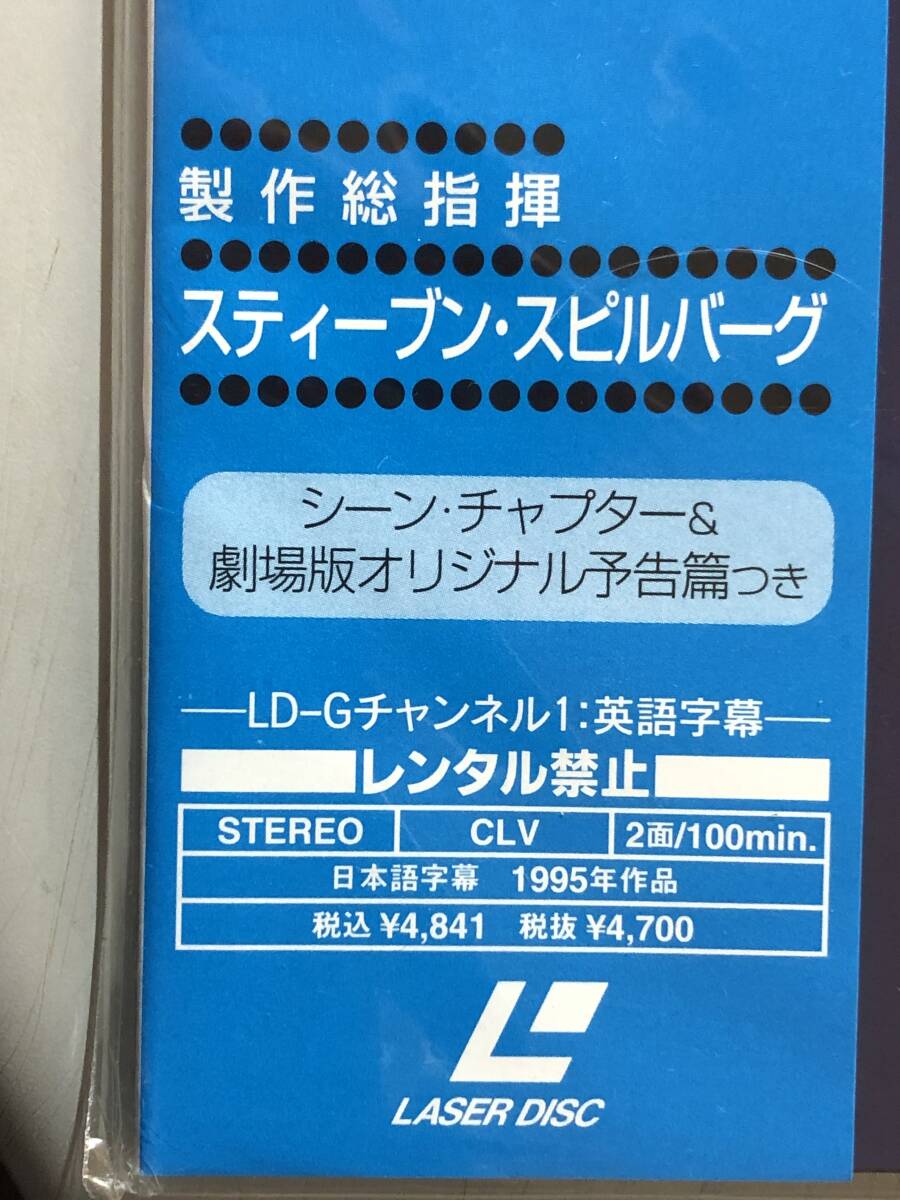 製作総指揮
スティーブン・スピルバーグ
シーン・チャプター&
劇場版オリジナル予告篇つき
LD-Gチャンネル1:英語字幕
レンタル禁止
STEREO CLV 2面/100min.
日本語字幕 1995年作品
税込 ¥4,841 税抜 ¥4,700
LASER DISC